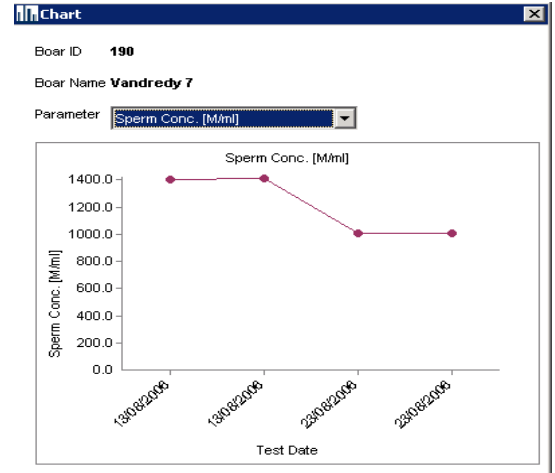 Chart
Boar ID 190
Boar Name Vandredy 7
Parameter Sperm Conc. [M/ml]
Sperm Conc. [M/ml]
1400.0
1200.0
1000.0
800.0
600.0
400.0
200.0
0.0
Sperm Conc. [M/ml]
13/08/2006 13/08/2006 23/08/2006 23/08/2006
Test Date